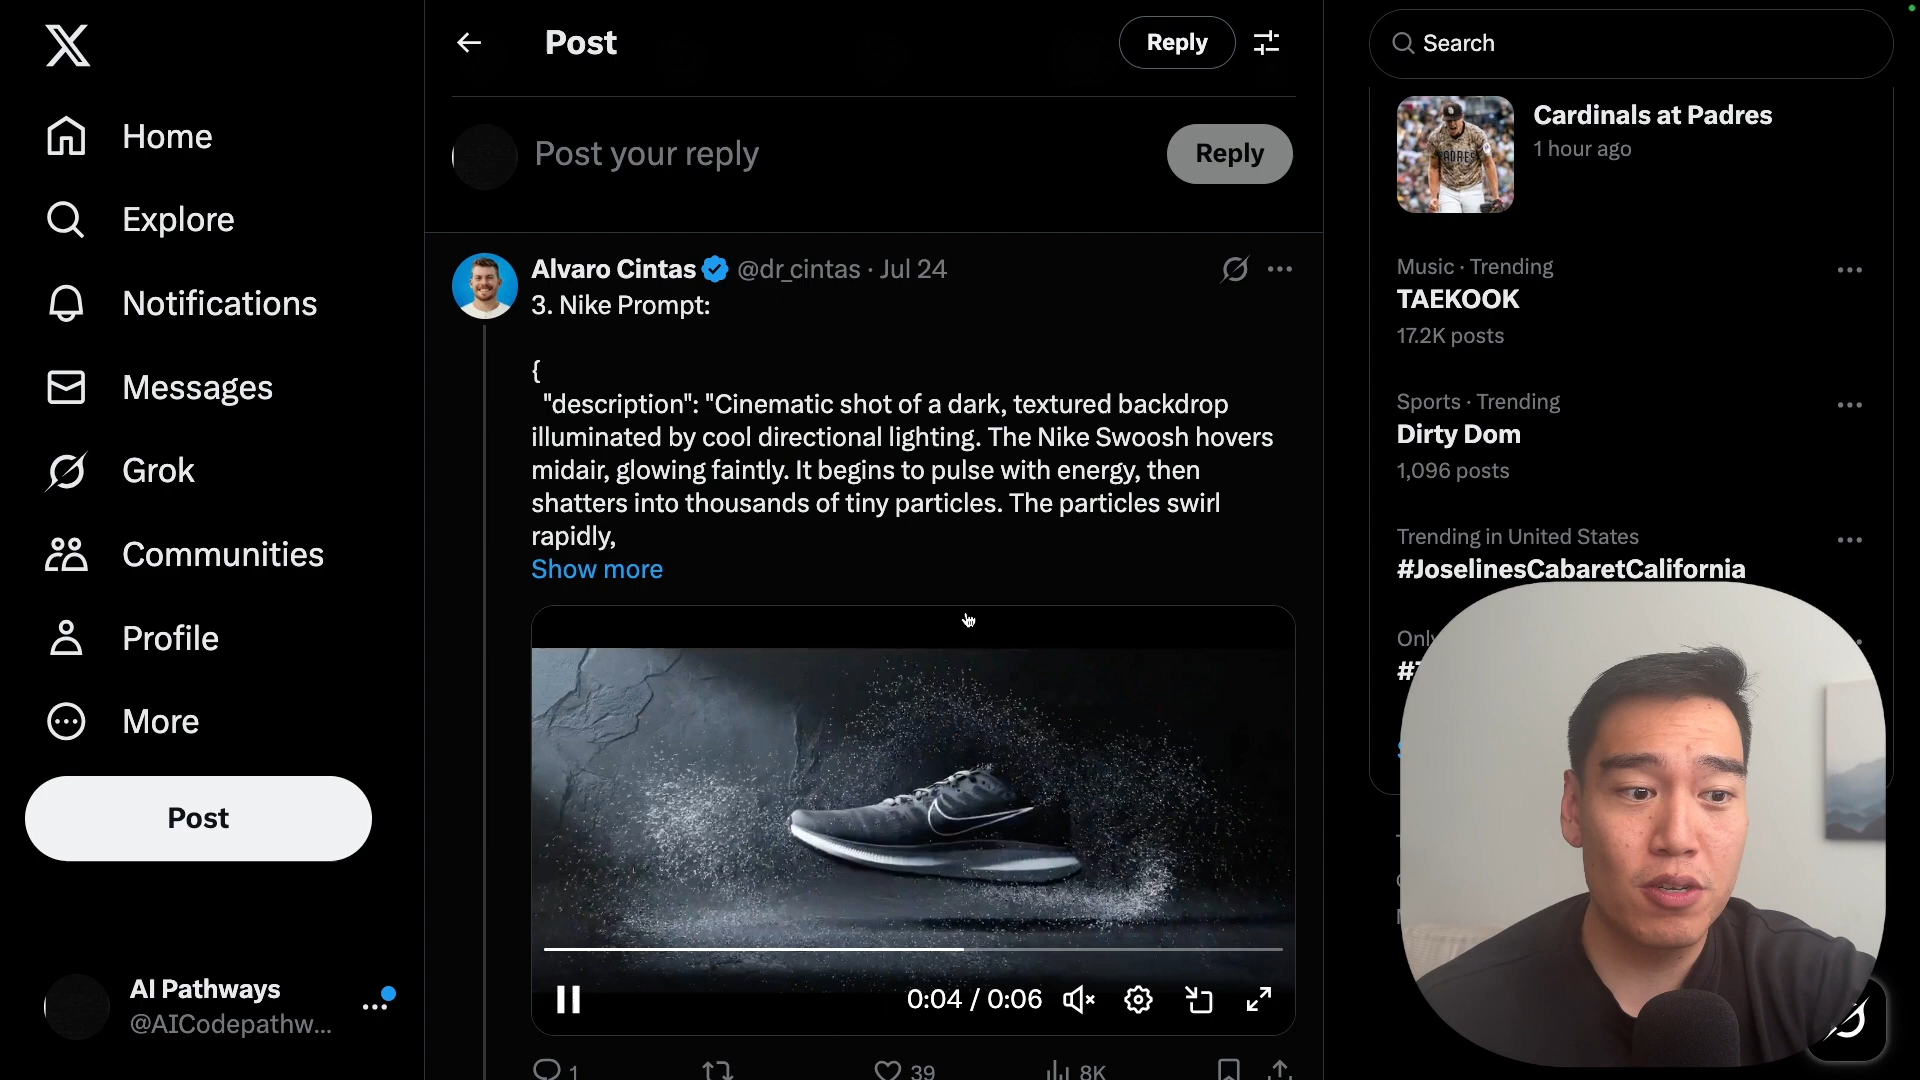 Home
Explore
Notifications
Messages
Grok
Communities
Profile
More
Post
AI Pathways
@AICodepathw...
Post
Reply
Post your reply
Reply
Alvaro Cintas @dr_cintas · Jul 24
3. Nike Prompt:
{
"description": "Cinematic shot of a dark, textured backdrop
illuminated by cool directional lighting. The Nike Swoosh hovers
midair, glowing faintly. It begins to pulse with energy, then
shatters into thousands of tiny particles. The particles swirl
rapidly,
Show more
0:04 / 0:06
1
39
8K
Search
PADRES
Cardinals at Padres
1 hour ago
Music · Trending
TAEKOOK
17.2K posts
Sports · Trending
Dirty Dom
1,096 posts
Trending in United States
#JoselinesCabaretCalifornia